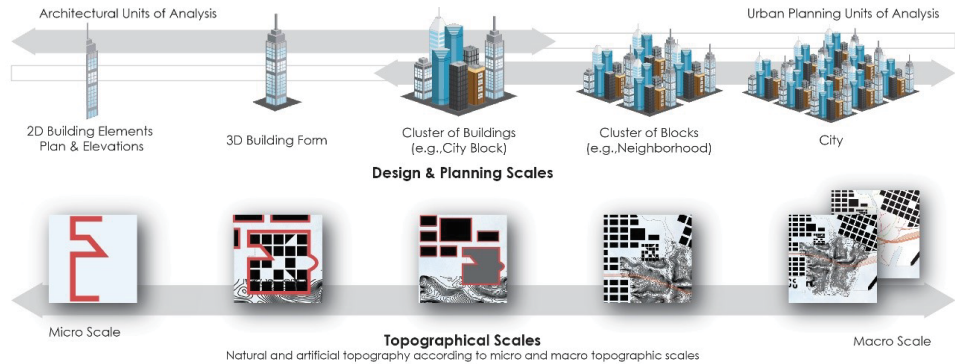 Architectural Units of Analysis
Urban Planning Units of Analysis
2D Building Elements
Plan & Elevations
3D Building Form
Cluster of Buildings
(e.g.,City Block)
Cluster of Blocks
(e.g.,Neighborhood)
City
Design & Planning Scales
Micro Scale
Topographical Scales
Macro Scale
Natural and artificial topography according to micro and macro topographic scales